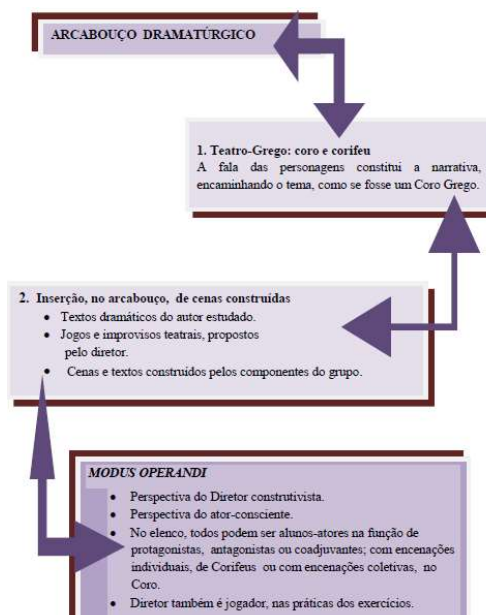 ARCABOUÇO DRAMATÚRGICO
1. Teatro-Grego: coro e corifeu
A fala das personagens constitui a narrativa,
encaminhando o tema, como se fosse um Coro Grego.
2. Inserção, no arcabouço, de cenas construídas
• Textos dramáticos do autor estudado.
• Jogos e improvisos teatrais, propostos
pelo diretor.
• Cenas e textos construidos pelos componentes do grupo.
MODUS OPERANDI
• Perspectiva do Diretor construtivista.
• Perspectiva do ator-consciente.
• No elenco, todos podem ser alunos-atores na função de
protagonistas, antagonistas ou coadjuvantes; com encenações
individuais, de Corifeus ou com encenações coletivas, no
Coro.
• Diretor também é jogador, nas práticas dos exercícios.